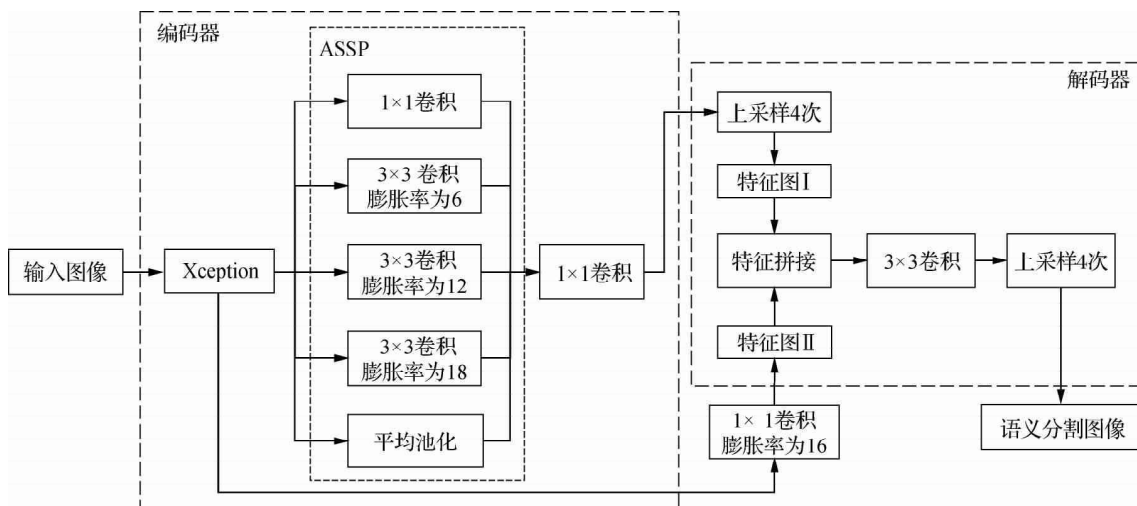 编码器
ASSP
解码器
1×1卷积
上采样4次
3×3 卷积
膨胀率为6
特征图Ⅰ
输入图像
Xception
3×3卷积
膨胀率为12
1×1卷积
特征拼接
3×3卷积
上采样4次
3×3卷积
膨胀率为18
特征图Ⅱ
平均池化
1× 1卷积
膨胀率为16
语义分割图像